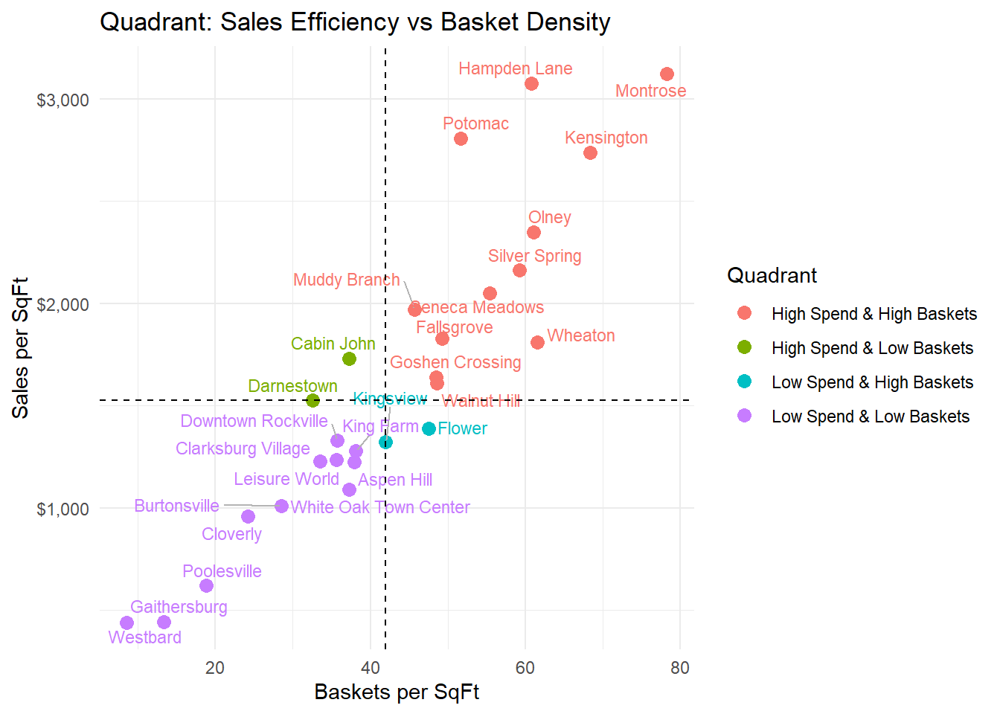 Quadrant: Sales Efficiency vs Basket Density
Hampden Lane
Montrose
$3,000
Potomac
Kensington
Olney
Silver Spring
Muddy Branch
$2,000
Seneca Meadows
Fallsgrove
Wheaton
Cabin John
Goshen Crossing
Darnestown
Kingsview
Walnut Hill
Downtown Rockville
King Farm
Flower
Clarksburg Village
Leisure World
Aspen Hill
Burtonsville
White Oak Town Center
$1,000
Cloverly
Poolesville
Gaithersburg
Westbard
20
40
60
80
Baskets per SqFt
Sales per SqFt
Quadrant
High Spend & High Baskets
High Spend & Low Baskets
Low Spend & High Baskets
Low Spend & Low Baskets